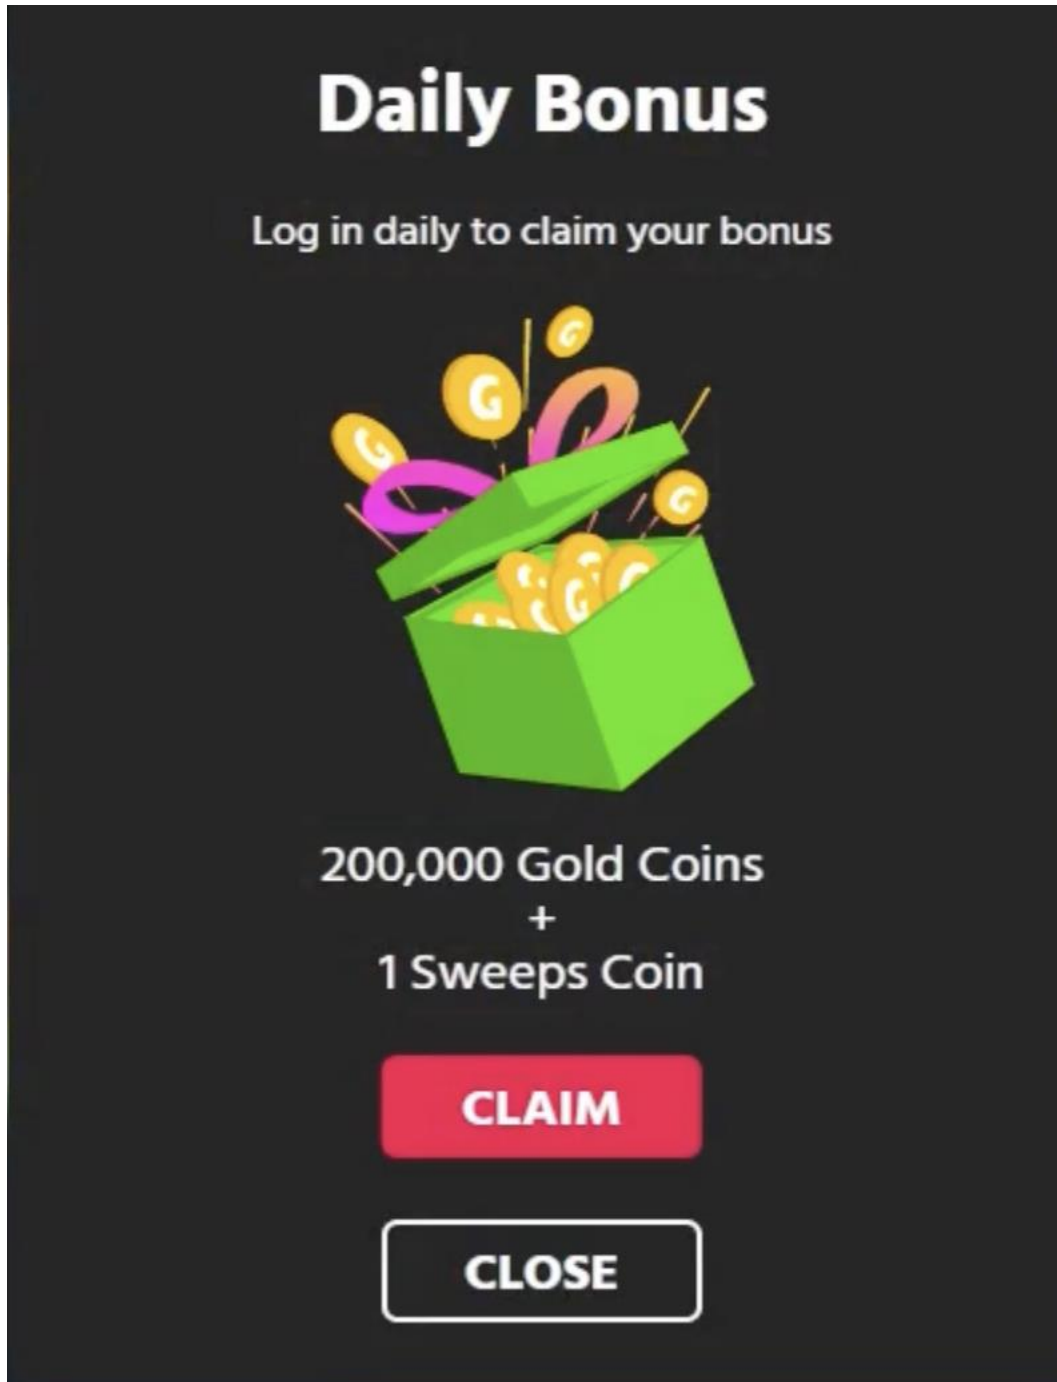 Daily Bonus
Log in daily to claim your bonus
G
G
G
G
G
G
G
G
200,000 Gold Coins
+
1 Sweeps Coin
CLAIM
CLOSE